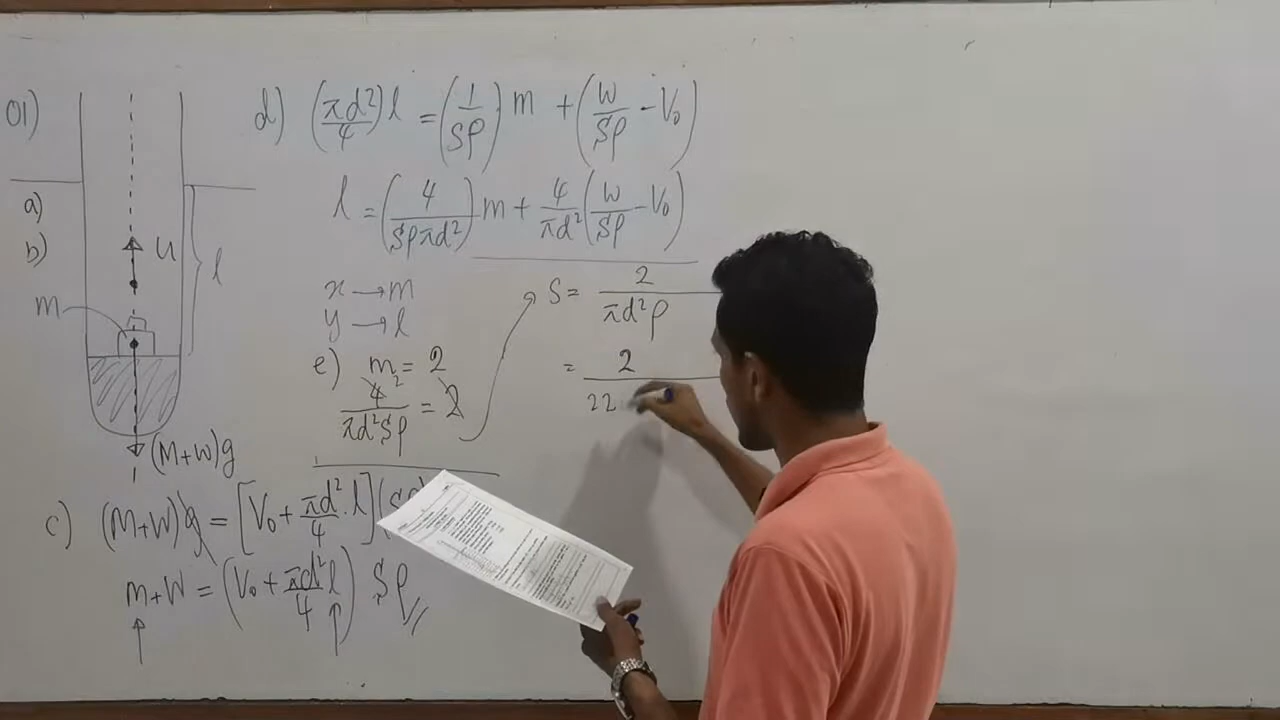 01)
a)
b)
U
l
m
(M+W)g
c) (M+W)g = [V₀ + πd²/4 . l]
m+W = (V₀ + πd²/4 l) Sρ
d) (πd²/4) l = (1/Sρ) m + (W/Sρ - V₀)
l = (4/Sρπd²) m + 4/πd² (W/Sρ - V₀)
x → m
y → l
e) m = 2
4/πd²Sρ = 2
2
S = 2/πd²ρ
= 2/22